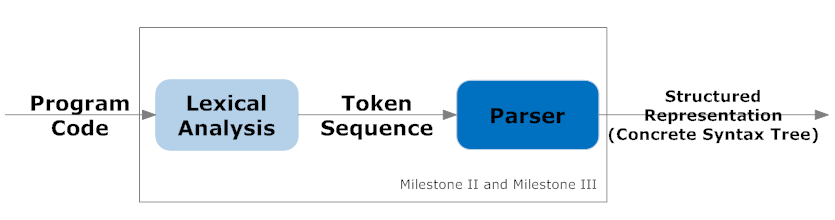 Program
Code
Lexical
Analysis
Token
Sequence
Parser
Structured
Representation
(Concrete Syntax Tree)
Milestone II and Milestone III